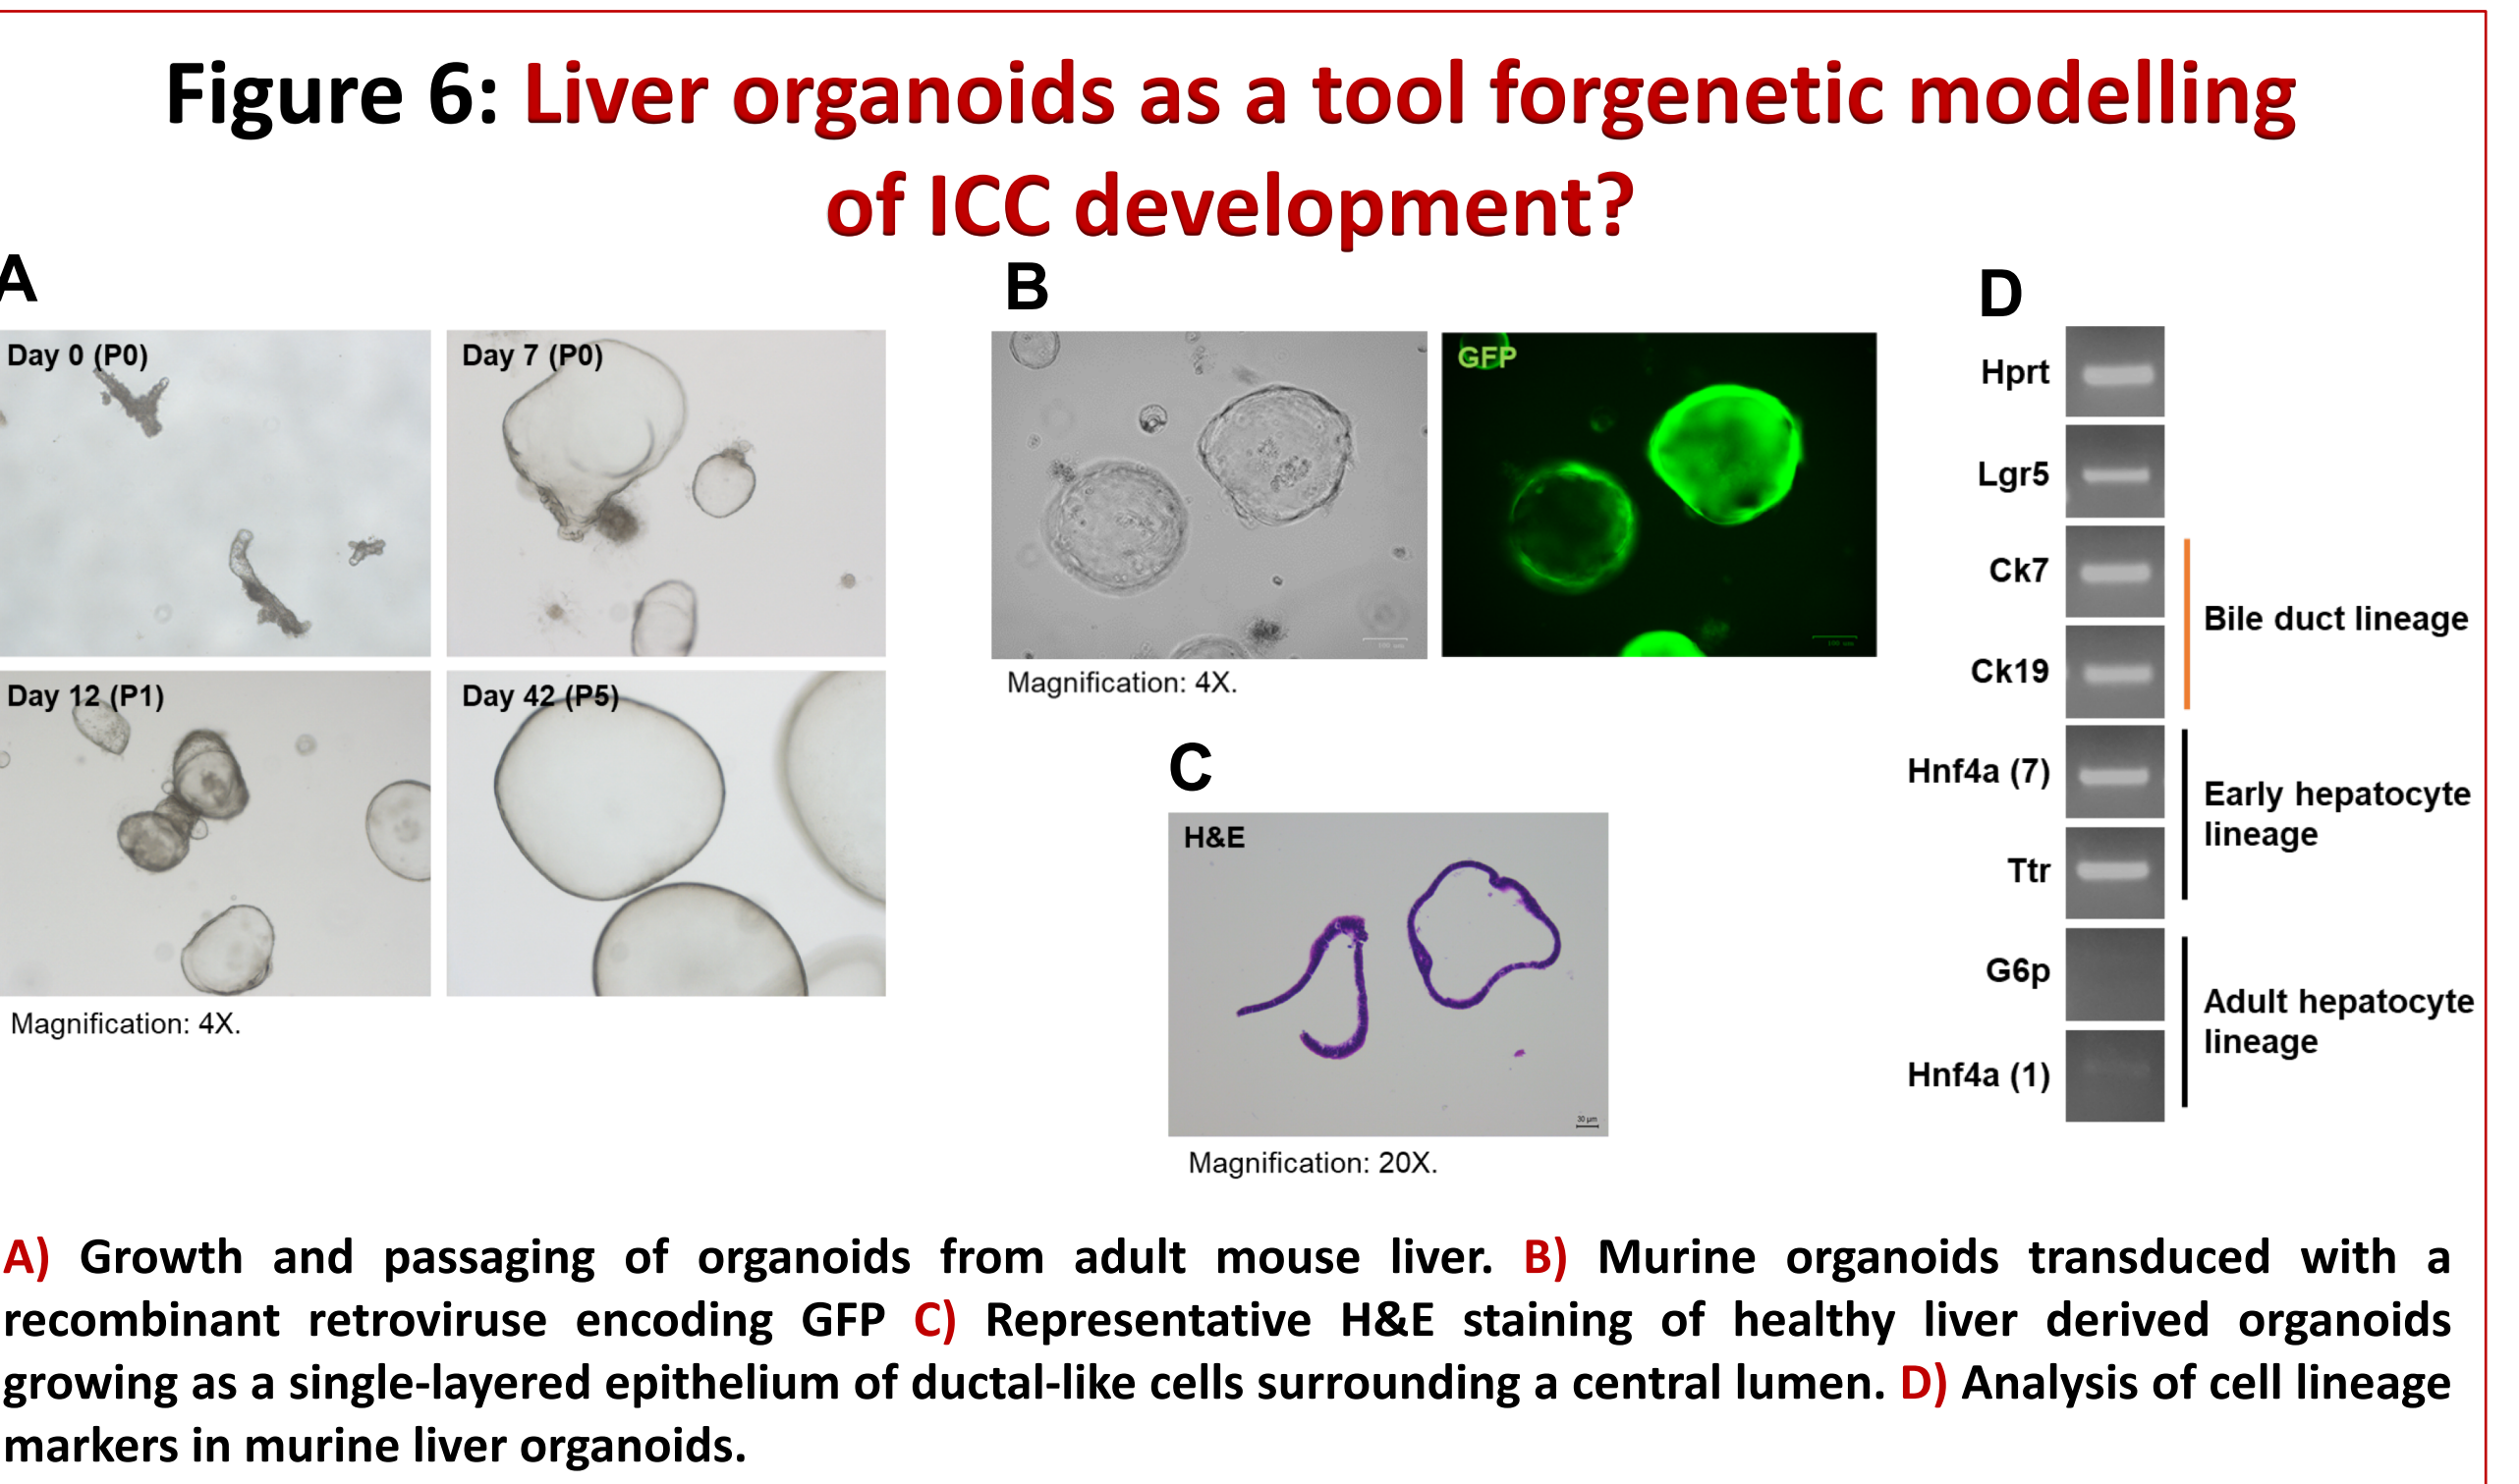 Figure 6: Liver organoids as a tool forgenetic modelling
of ICC development?
A
Day 0 (P0)
Day 7 (P0)
Day 12 (P1)
Day 42 (P5)
Magnification: 4X.
B
GFP
100 um
Magnification: 4X.
C
H&E
30 µm
Magnification: 20X.
D
Hprt
Lgr5
Ck7
Ck19
Bile duct lineage
Hnf4a (7)
Ttr
Early hepatocyte
lineage
G6p
Hnf4a (1)
Adult hepatocyte
lineage
A) Growth and passaging of organoids from adult mouse liver. B) Murine organoids transduced with a
recombinant retroviruse encoding GFP C) Representative H&E staining of healthy liver derived organoids
growing as a single-layered epithelium of ductal-like cells surrounding a central lumen. D) Analysis of cell lineage
markers in murine liver organoids.